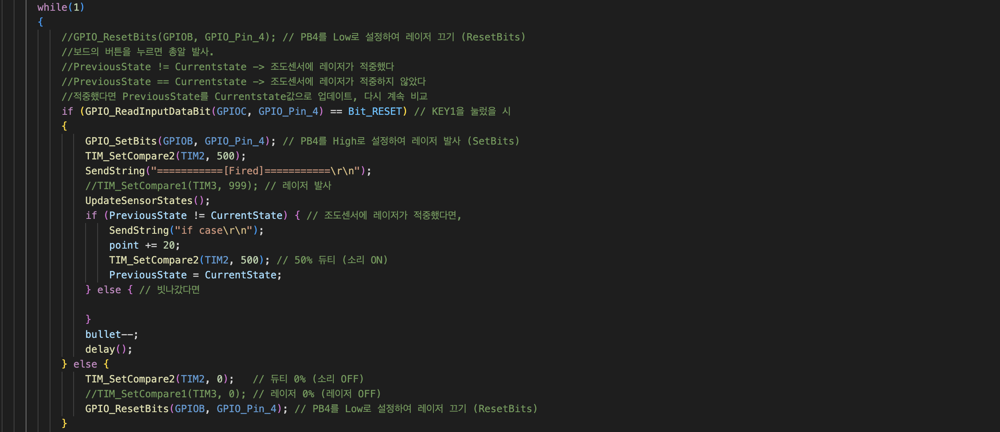 while(1)
{
//GPIO_ResetBits(GPIOB, GPIO_Pin_4); // PB4를 Low로 설정하여 레이저 끄기 (ResetBits)
//보드의 버튼을 누르면 총알 발사.
//PreviousState != Currentstate -> 조도센서에 레이저가 적중했다
//PreviousState == Currentstate -> 조도센서에 레이저가 적중하지 않았다
//적중했다면 PreviousState를 Currentstate값으로 업데이트, 다시 계속 비교
if (GPIO_ReadInputDataBit(GPIOC, GPIO_Pin_4) == Bit_RESET) // KEY1을 눌렀을 시
{
GPIO_SetBits(GPIOB, GPIO_Pin_4); // PB4를 High로 설정하여 레이저 발사 (SetBits)
TIM_SetCompare2(TIM2, 500);
SendString("===========[Fired]===========\r\n");
//TIM_SetCompare1(TIM3, 999); // 레이저 발사
UpdateSensorStates();
if (PreviousState != CurrentState) { // 조도센서에 레이저가 적중했다면,
SendString("if case\r\n");
point += 20;
TIM_SetCompare2(TIM2, 500); // 50% 듀티 (소리 ON)
PreviousState = CurrentState;
} else { // 빗나갔다면
}
bullet--;
delay();
} else {
TIM_SetCompare2(TIM2, 0);   // 듀티 0% (소리 OFF)
//TIM_SetCompare1(TIM3, 0); // 레이저 0% (레이저 OFF)
GPIO_ResetBits(GPIOB, GPIO_Pin_4); // PB4를 Low로 설정하여 레이저 끄기 (ResetBits)
}